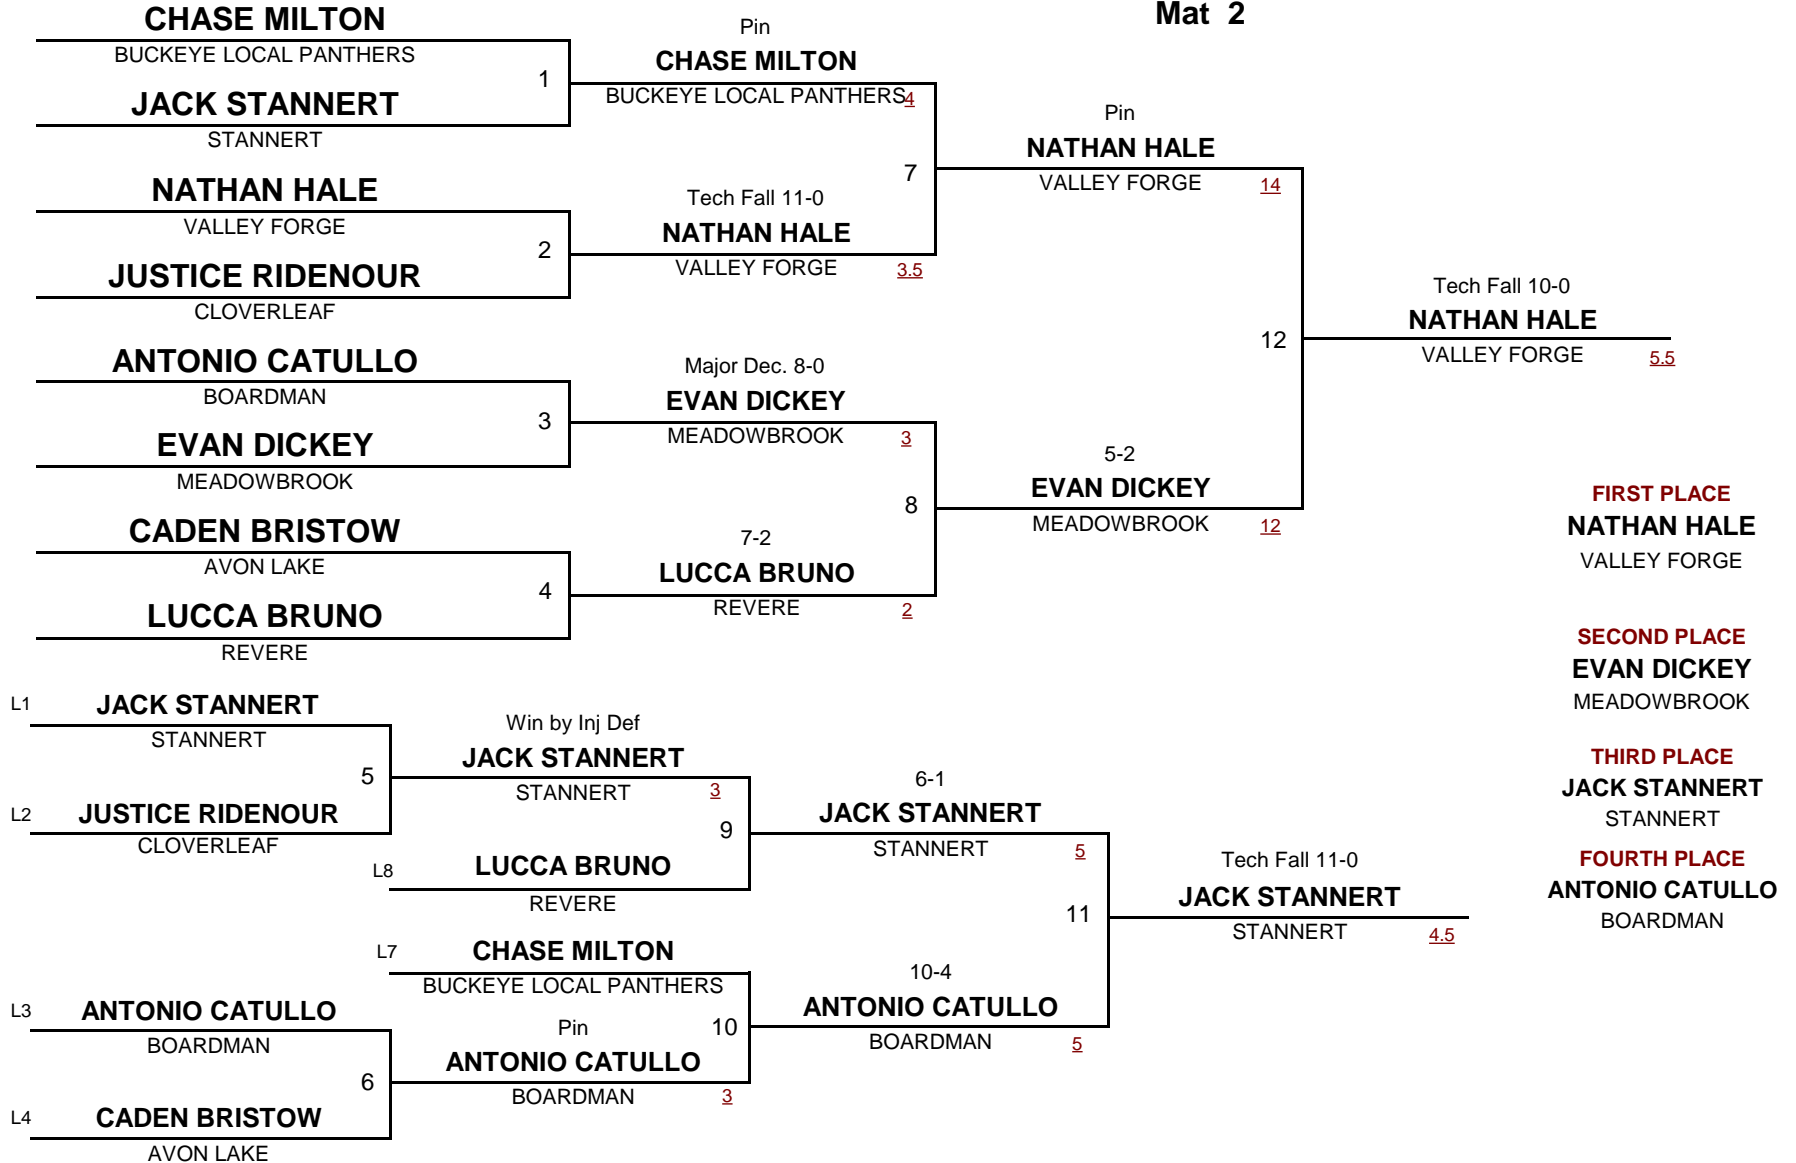 Mat 2
CHASE MILTON
BUCKEYE LOCAL PANTHERS
1
JACK STANNERT
STANNERT
NATHAN HALE
VALLEY FORGE
2
JUSTICE RIDENOUR
CLOVERLEAF
ANTONIO CATULLO
BOARDMAN
3
EVAN DICKEY
MEADOWBROOK
CADEN BRISTOW
AVON LAKE
4
LUCCA BRUNO
REVERE
Pin
CHASE MILTON
BUCKEYE LOCAL PANTHERS 4
7
Tech Fall 11-0
NATHAN HALE
VALLEY FORGE 3.5
Major Dec. 8-0
EVAN DICKEY
MEADOWBROOK 3
8
7-2
LUCCA BRUNO
REVERE 2
Pin
NATHAN HALE
VALLEY FORGE 14
12
5-2
EVAN DICKEY
MEADOWBROOK 12
Tech Fall 10-0
NATHAN HALE
VALLEY FORGE 5.5
L1 JACK STANNERT
STANNERT
5
L2 JUSTICE RIDENOUR
CLOVERLEAF
L3 ANTONIO CATULLO
BOARDMAN
6
L4 CADEN BRISTOW
AVON LAKE
Win by Inj Def
JACK STANNERT
STANNERT 3
9
L8 LUCCA BRUNO
REVERE
L7 CHASE MILTON
BUCKEYE LOCAL PANTHERS
Pin 10
ANTONIO CATULLO
BOARDMAN 3
6-1
JACK STANNERT
STANNERT 5
11
10-4
ANTONIO CATULLO
BOARDMAN 5
Tech Fall 11-0
JACK STANNERT
STANNERT 4.5
FIRST PLACE
NATHAN HALE
VALLEY FORGE
SECOND PLACE
EVAN DICKEY
MEADOWBROOK
THIRD PLACE
JACK STANNERT
STANNERT
FOURTH PLACE
ANTONIO CATULLO
BOARDMAN